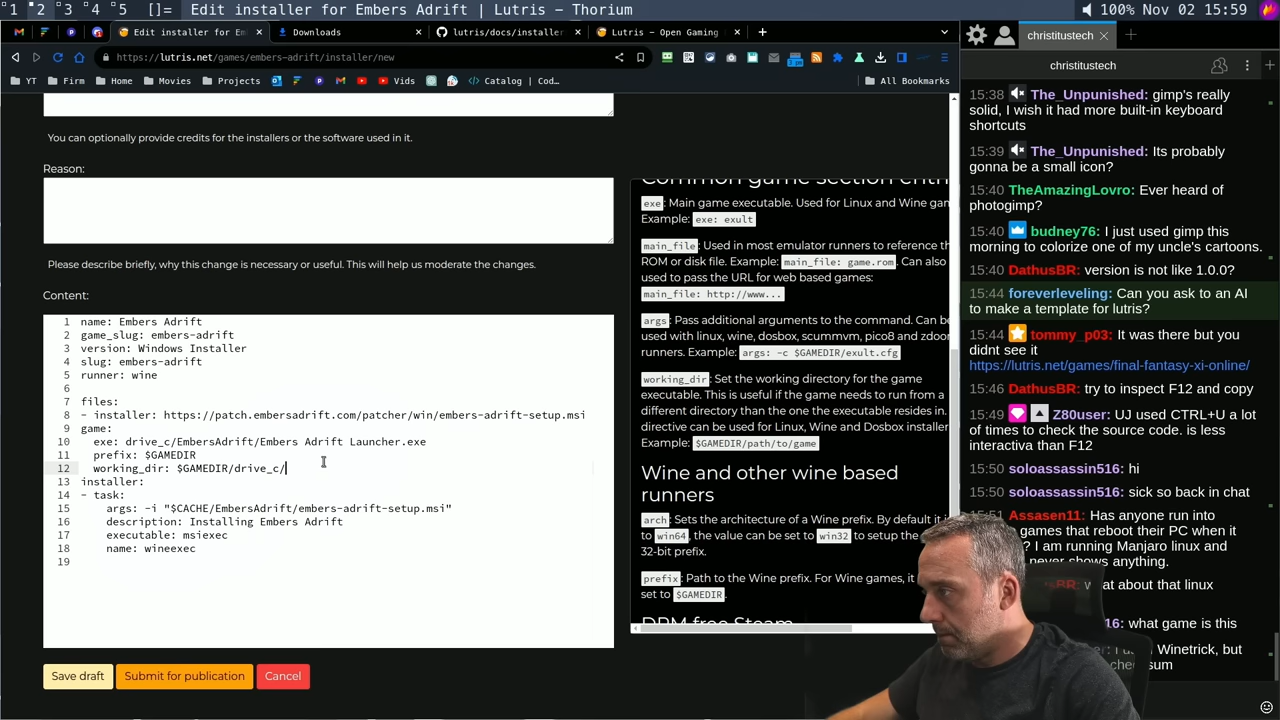 1 2 3 4 5 []= Edit installer for Embers Adrift | Lutris - Thorium
100% Nov 02 15:59
Edit installer for Em
Downloads
lutris/docs/installer
Lutris - Open Gaming
https://lutris.net/games/embers-adrift/installer/new
YT
Firm
Home
Movies
Projects
Vids
Catalog | Cod…
All Bookmarks
You can optionally provide credits for the installers or the software used in it.
Reason:
Please describe briefly, why this change is necessary or useful. This will help us moderate the changes.
Content:
1 name: Embers Adrift
2 game_slug: embers-adrift
3 version: Windows Installer
4 slug: embers-adrift
5 runner: wine
6
7 files:
8 - installer: https://patch.embersadrift.com/patcher/win/embers-adrift-setup.msi
9 game:
10 exe: drive_c/EmbersAdrift/Embers Adrift Launcher.exe
11 prefix: $GAMEDIR
12 working_dir: $GAMEDIR/drive_c/
13 installer:
14 - task:
15 args: -i "$CACHE/EmbersAdrift/embers-adrift-setup.msi"
16 description: Installing Embers Adrift
17 executable: msiexec
18 name: wineexec
19
Save draft
Submit for publication
Cancel
Common game section entri
exe: Main game executable. Used for Linux and Wine gan
Example: exe: exult
main_file: Used in most emulator runners to reference th
ROM or disk file. Example: main_file: game.rom. Can also
used to pass the URL for web based games:
main_file: http://www...
args: Pass additional arguments to the command. Can be
used with linux, wine, dosbox, scummvm, pico8 and zdoor
runners. Example: args: -c $GAMEDIR/exult.cfg
working_dir: Set the working directory for the game
executable. This is useful if the game needs to run from a
different directory than the one the executable resides in.
directive can be used for Linux, Wine and Dosbox installer
Example: $GAMEDIR/path/to/game
Wine and other wine based
runners
arch: Sets the architecture of a Wine prefix. By default it i
to win64, the value can be set to win32 to setup the
32-bit prefix.
prefix: Path to the Wine prefix. For Wine games, it
set to $GAMEDIR.
DRM free Steam
christitustech
christitustech
15:38 The_Unpunished: gimp's really
solid, I wish it had more built-in keyboard
shortcuts
15:39 The_Unpunished: Its probably
gonna be a small icon?
15:40 TheAmazingLovro: Ever heard of
photogimp?
15:40 budney76: I just used gimp this
morning to colorize one of my uncle's cartoons.
15:40 DathusBR: version is not like 1.0.0?
15:44 foreverleveling: Can you ask to an AI
to make a template for lutris?
15:44 tommy_p03: It was there but you
didnt see it
https://lutris.net/games/final-fantasy-xi-online/
15:46 DathusBR: try to inspect F12 and copy
15:49 Z80user: UJ used CTRL+U a lot
of times to check the source code. is less
interactiva than F12
15:50 soloassassin516: hi
15:50 soloassassin516: sick so back in chat
Assasen11: Has anyone run into
games that reboot their PC when it
? I am running Manjaro linux and
never shows anything.
BR: what about that linux
16: what game is this
Winetrick, but
sum